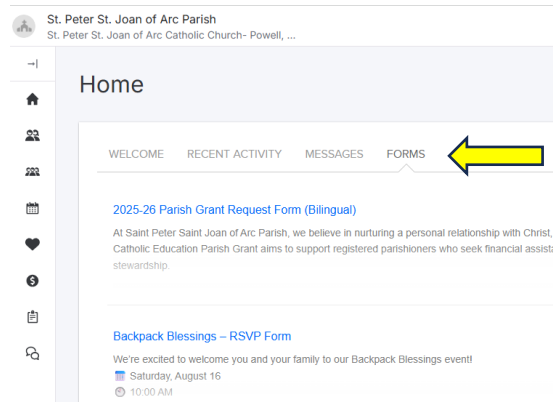 St. Peter St. Joan of Arc Parish
St. Peter St. Joan of Arc Catholic Church- Powell, ...
Home
WELCOME RECENT ACTIVITY MESSAGES FORMS
2025-26 Parish Grant Request Form (Bilingual)
At Saint Peter Saint Joan of Arc Parish, we believe in nurturing a personal relationship with Christ,
Catholic Education Parish Grant aims to support registered parishioners who seek financial assist
stewardship.
Backpack Blessings – RSVP Form
We're excited to welcome you and your family to our Backpack Blessings event!
Saturday, August 16
10:00 AM